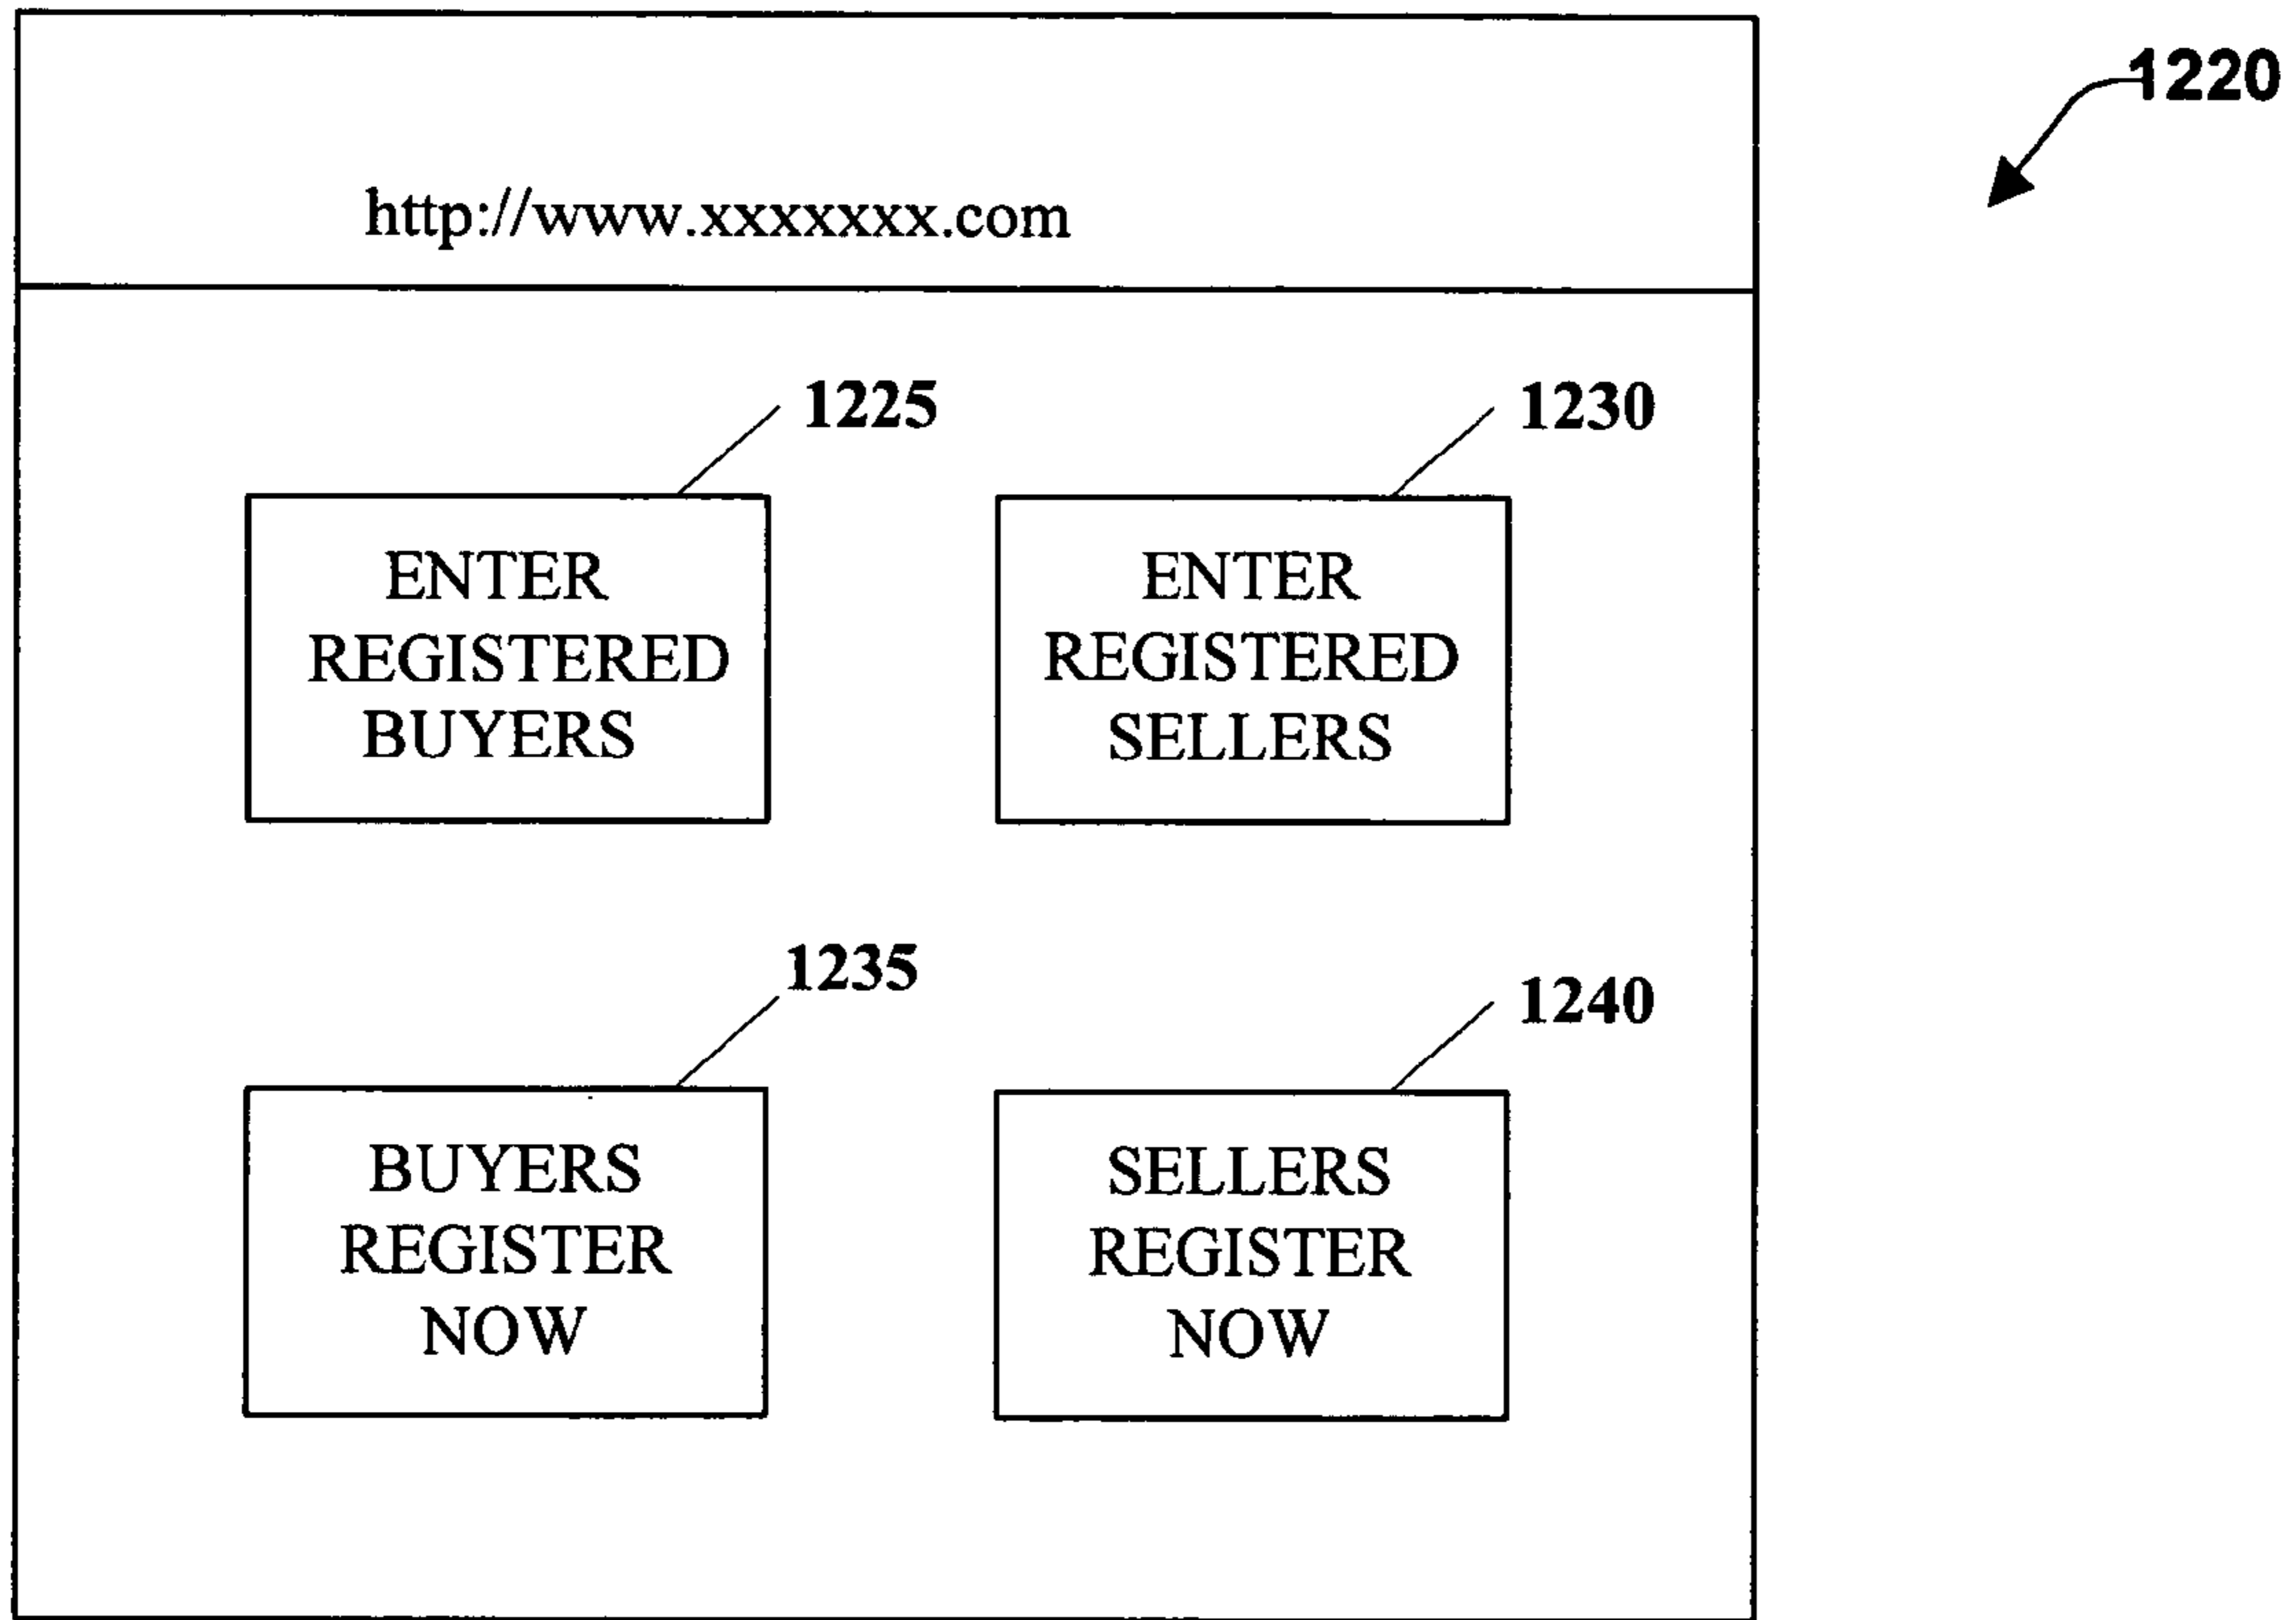 1220
http://www.xxxxxxxx.com
1225
ENTER
REGISTERED
BUYERS
1230
ENTER
REGISTERED
SELLERS
1235
BUYERS
REGISTER
NOW
1240
SELLERS
REGISTER
NOW